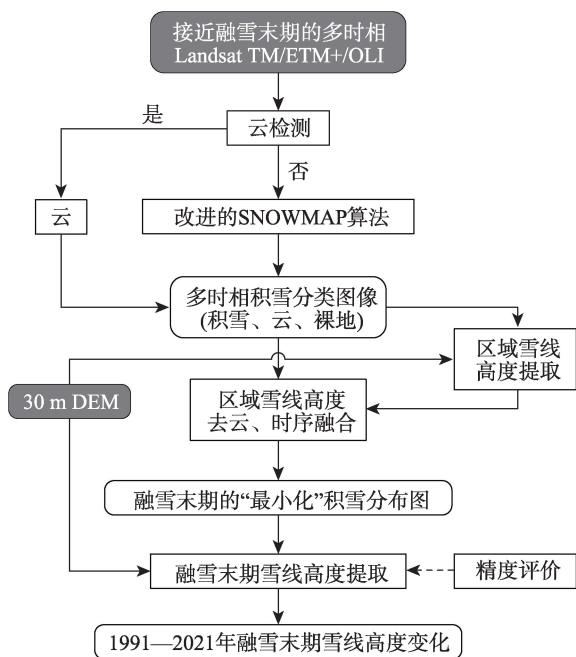 接近融雪末期的多时相
Landsat TM/ETM+/OLI
是
云检测
否
云
改进的SNOWMAP算法
多时相积雪分类图像
(积雪、云、裸地)
区域雪线
高度提取
30 m DEM
区域雪线高度
去云、时序融合
融雪末期的“最小化”积雪分布图
融雪末期雪线高度提取
精度评价
1991—2021年融雪末期雪线高度变化